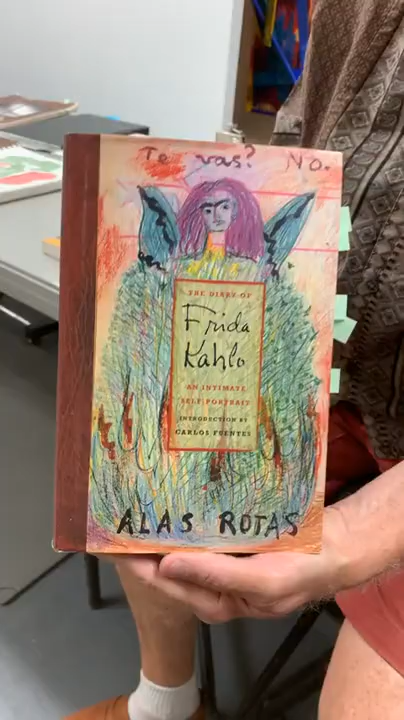 Te vas? No.
THE DIARY OF
Frida
Kahlo
AN INTIMATE
SELF-PORTRAIT
INTRODUCTION BY
CARLOS FUENTES
ALAS ROTAS